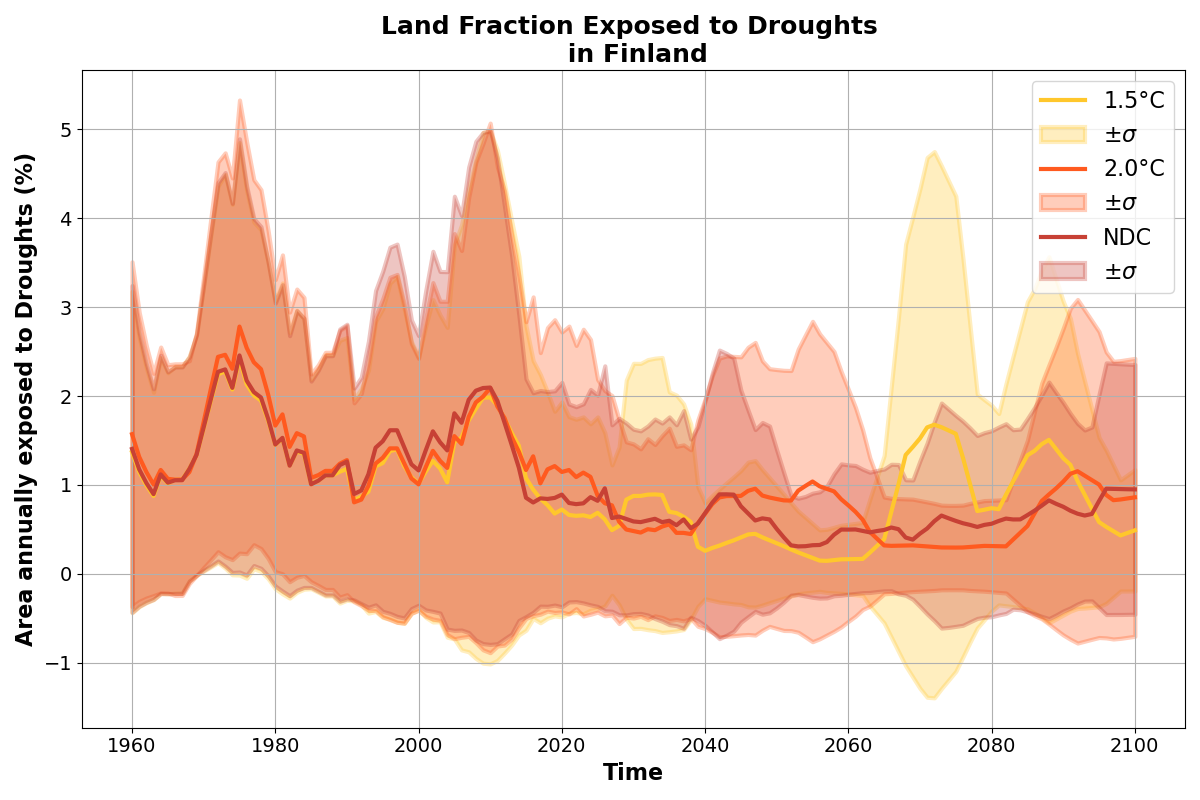 Land Fraction Exposed to Droughts
in Finland
Area annually exposed to Droughts (%)
5
4
3
2
1
0
−1
1960 1980 2000 2020 2040 2060 2080 2100
Time
1.5°C
±σ
2.0°C
±σ
NDC
±σ